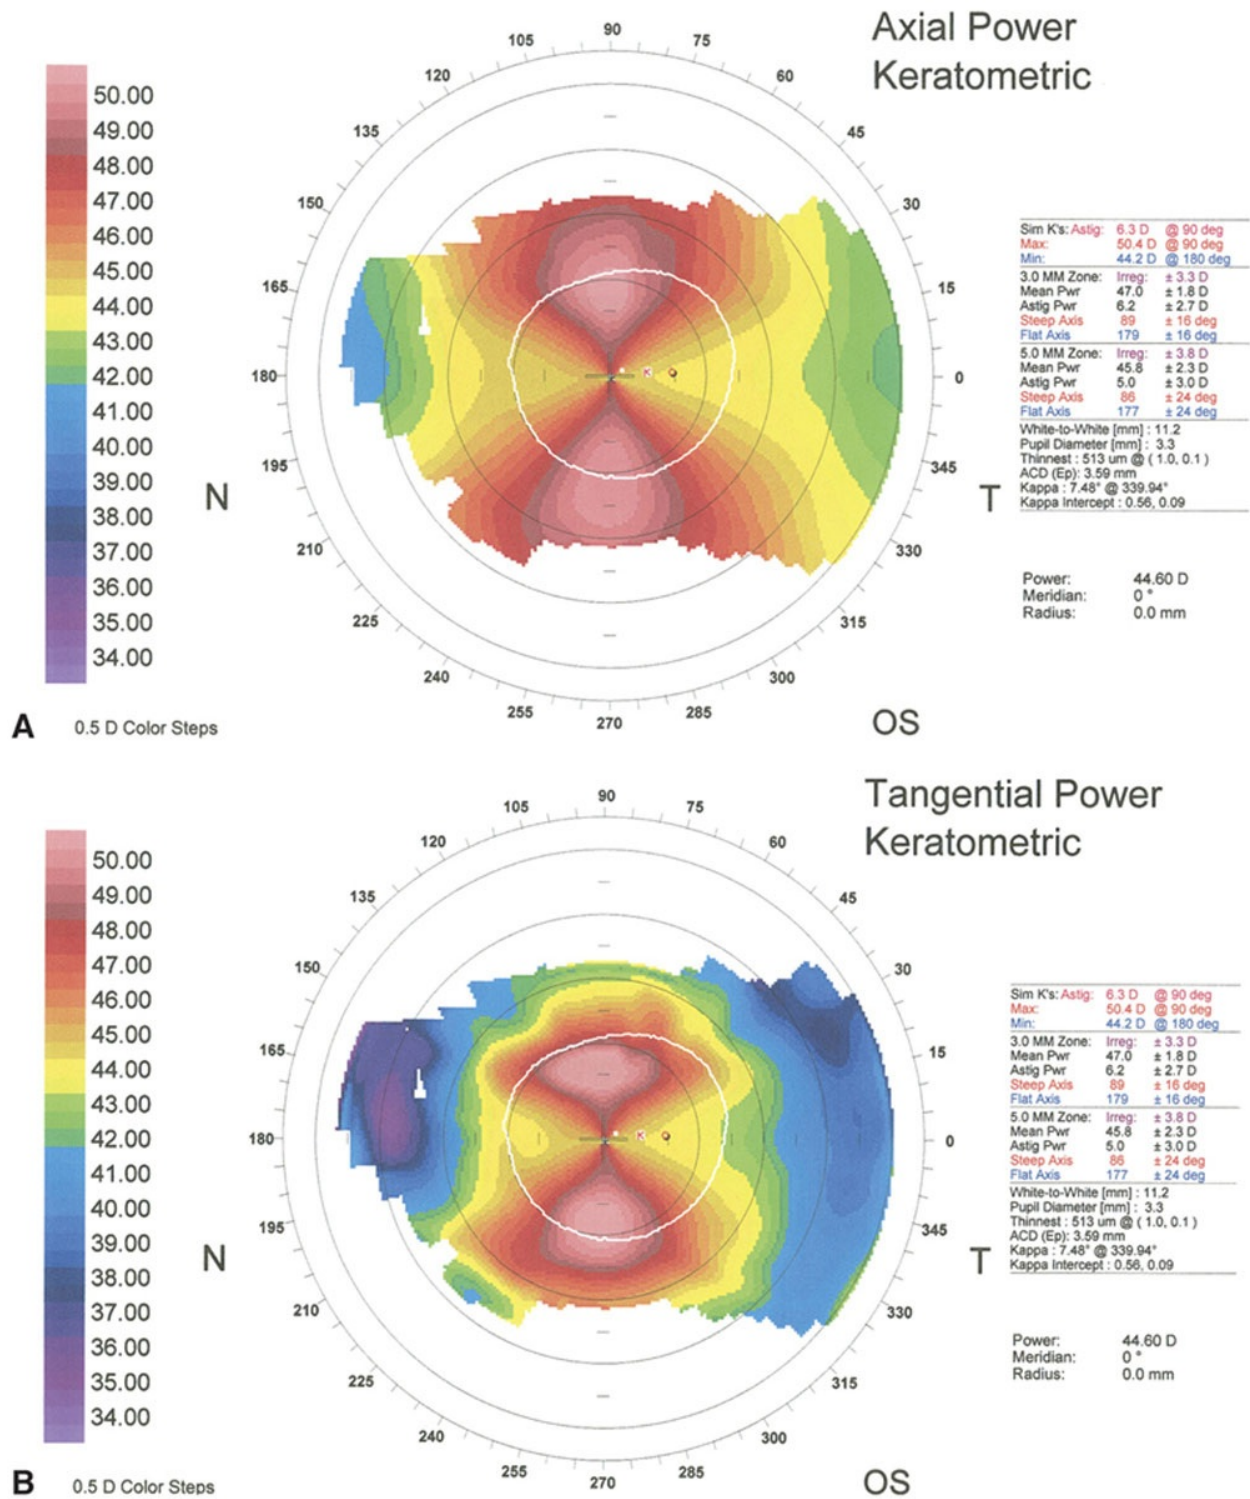 Axial Power
Keratometric
90
105
75
120
60
135
45
150
30
165
15
180
0
195
345
210
330
225
315
240
300
255
285
270
50.00
49.00
48.00
47.00
46.00
45.00
44.00
43.00
42.00
41.00
40.00
39.00
38.00
37.00
36.00
35.00
34.00
K
N
T
Sim K's: Astig: 6.3 D @ 90 deg
Max: 50.4 D @ 90 deg
Min: 44.2 D @ 180 deg
3.0 MM Zone: Irreg: ± 3.3 D
Mean Pwr 47.0 ± 1.8 D
Astig Pwr 6.2 ± 2.7 D
Steep Axis 89 ± 16 deg
Flat Axis 179 ± 16 deg
5.0 MM Zone: Irreg: ± 3.8 D
Mean Pwr 45.8 ± 2.3 D
Astig Pwr 5.0 ± 3.0 D
Steep Axis 86 ± 24 deg
Flat Axis 177 ± 24 deg
White-to-White [mm] : 11.2
Pupil Diameter [mm] : 3.3
Thinnest : 513 um @ ( 1.0, 0.1 )
ACD (Ep): 3.59 mm
Kappa : 7.48° @ 339.94°
Kappa Intercept : 0.56, 0.09
Power: 44.60 D
Meridian: 0 °
Radius: 0.0 mm
A
0.5 D Color Steps
OS
Tangential Power
Keratometric
90
105
75
120
60
135
45
150
30
165
15
180
0
195
345
210
330
225
315
240
300
255
285
270
50.00
49.00
48.00
47.00
46.00
45.00
44.00
43.00
42.00
41.00
40.00
39.00
38.00
37.00
36.00
35.00
34.00
K
N
T
Sim K's: Astig: 6.3 D @ 90 deg
Max: 50.4 D @ 90 deg
Min: 44.2 D @ 180 deg
3.0 MM Zone: Irreg: ± 3.3 D
Mean Pwr 47.0 ± 1.8 D
Astig Pwr 6.2 ± 2.7 D
Steep Axis 89 ± 16 deg
Flat Axis 179 ± 16 deg
5.0 MM Zone: Irreg: ± 3.8 D
Mean Pwr 45.8 ± 2.3 D
Astig Pwr 5.0 ± 3.0 D
Steep Axis 86 ± 24 deg
Flat Axis 177 ± 24 deg
White-to-White [mm] : 11.2
Pupil Diameter [mm] : 3.3
Thinnest : 513 um @ ( 1.0, 0.1 )
ACD (Ep): 3.59 mm
Kappa : 7.48° @ 339.94°
Kappa Intercept : 0.56, 0.09
Power: 44.60 D
Meridian: 0 °
Radius: 0.0 mm
B
0.5 D Color Steps
OS